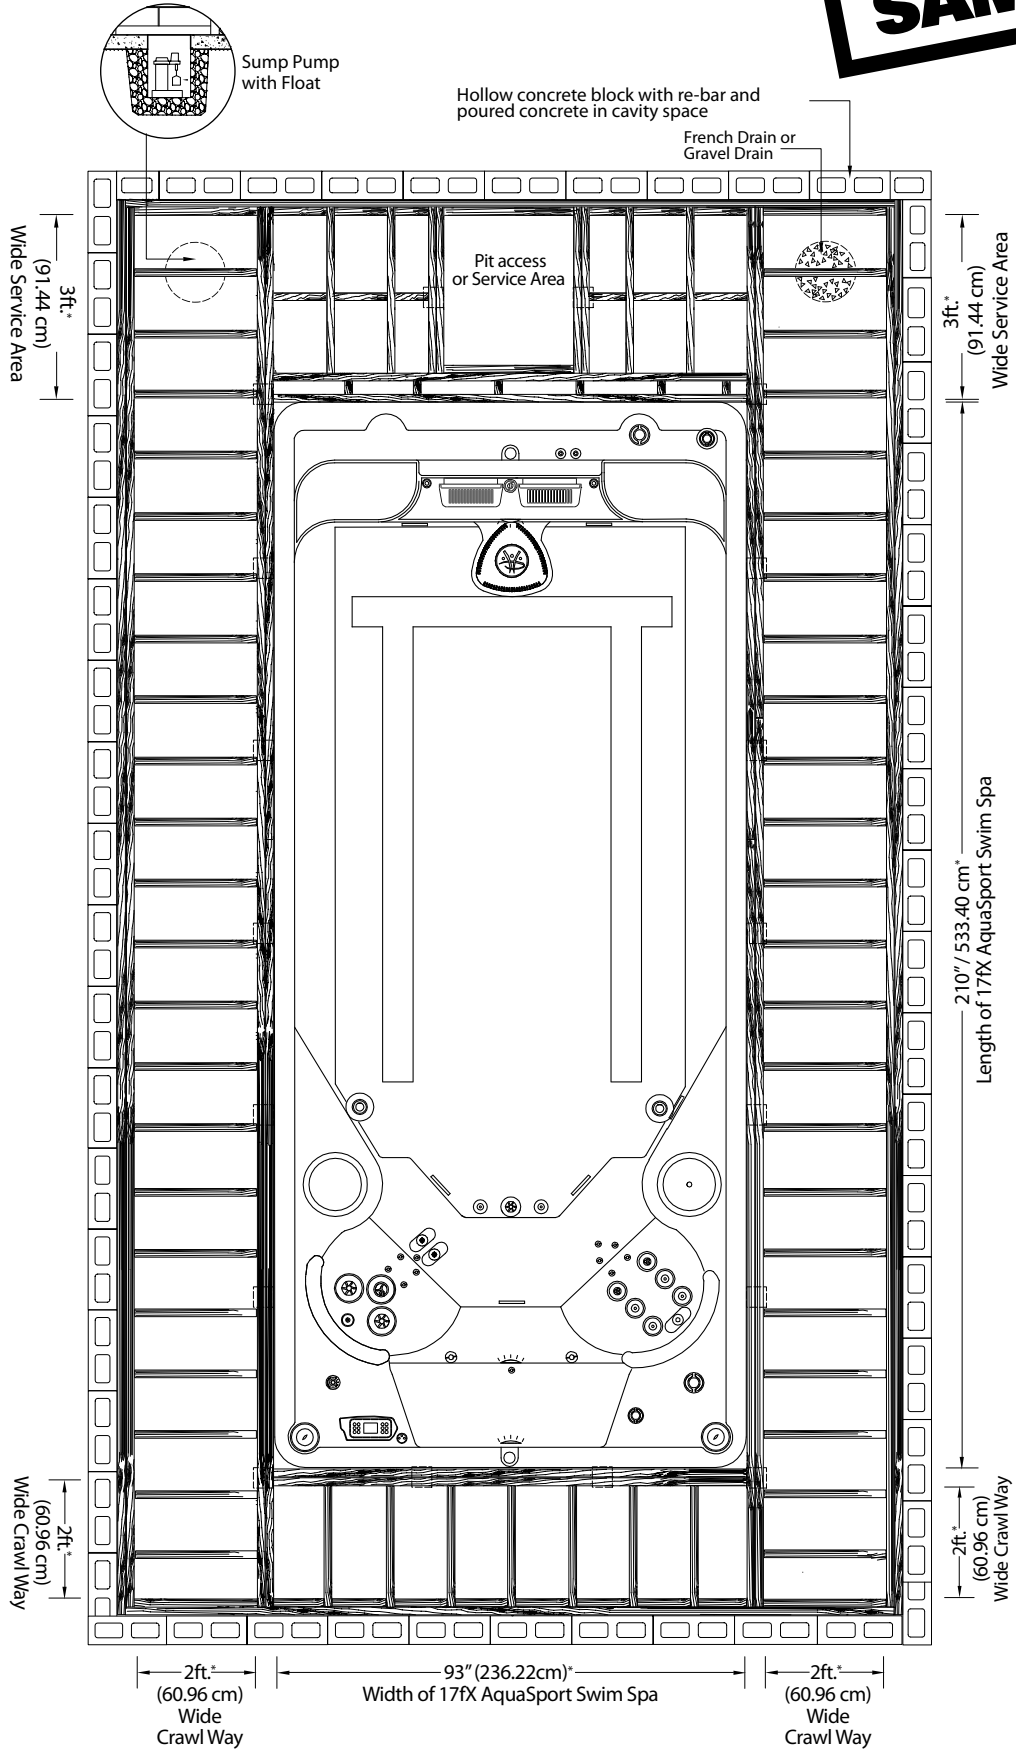 Sump Pump
with Float
Hollow concrete block with re-bar and
poured concrete in cavity space
French Drain or
Gravel Drain
Pit access
or Service Area
3ft.*
(91.44 cm)
Wide Service Area
3ft.*
(91.44 cm)
Wide Service Area
210” / 533.40 cm*
Length of 17fX AquaSport Swim Spa
2ft.*
(60.96 cm)
Wide Crawl Way
2ft.*
(60.96 cm)
Wide Crawl Way
2ft.*
(60.96 cm)
Wide
Crawl Way
93” (236.22cm)*
Width of 17fX AquaSport Swim Spa
2ft.*
(60.96 cm)
Wide
Crawl Way